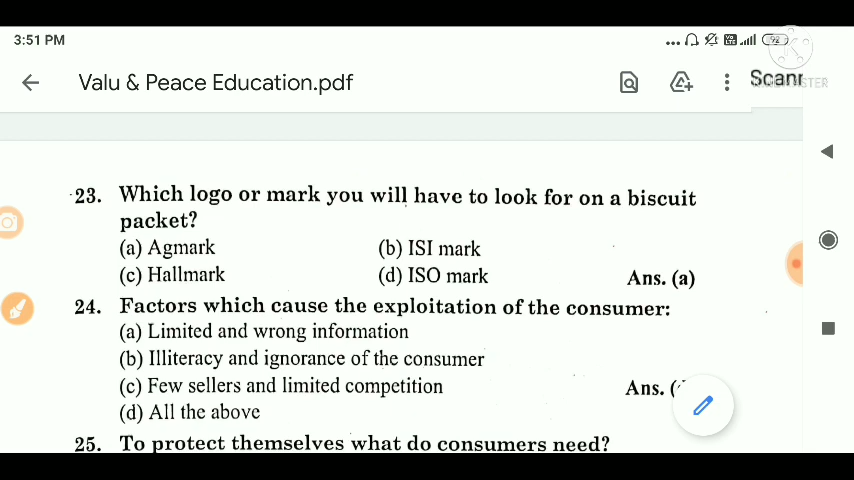 3:51 PM
Valu & Peace Education.pdf
23. Which logo or mark you will have to look for on a biscuit
packet?
(a) Agmark (b) ISI mark
(c) Hallmark (d) ISO mark Ans. (a)
24. Factors which cause the exploitation of the consumer:
(a) Limited and wrong information
(b) Illiteracy and ignorance of the consumer
(c) Few sellers and limited competition Ans. (
(d) All the above
25. To protect themselves what do consumers need?